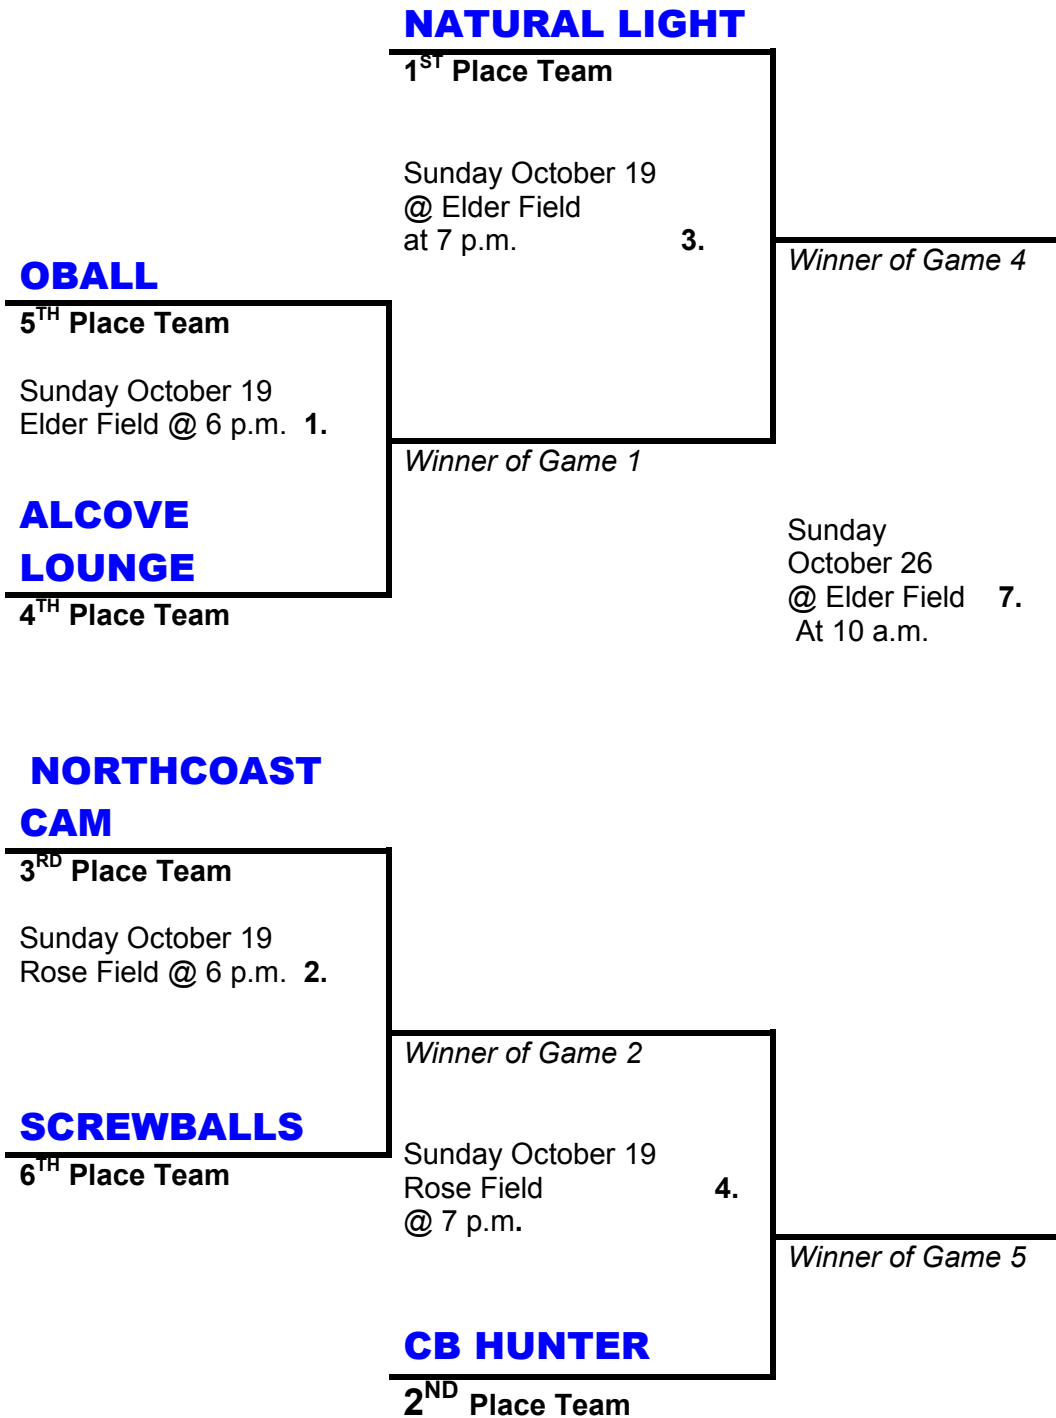 NATURAL LIGHT
1ST Place Team
Sunday October 19
@ Elder Field
at 7 p.m. 3.
Winner of Game 4
OBALL
5TH Place Team
Sunday October 19
Elder Field @ 6 p.m. 1.
Winner of Game 1
ALCOVE
LOUNGE
4TH Place Team
Sunday
October 26
@ Elder Field 7.
At 10 a.m.
NORTHCOAST
CAM
3RD Place Team
Sunday October 19
Rose Field @ 6 p.m. 2.
Winner of Game 2
SCREWBALLS
6TH Place Team
Sunday October 19
Rose Field 4.
@ 7 p.m.
Winner of Game 5
CB HUNTER
2ND Place Team